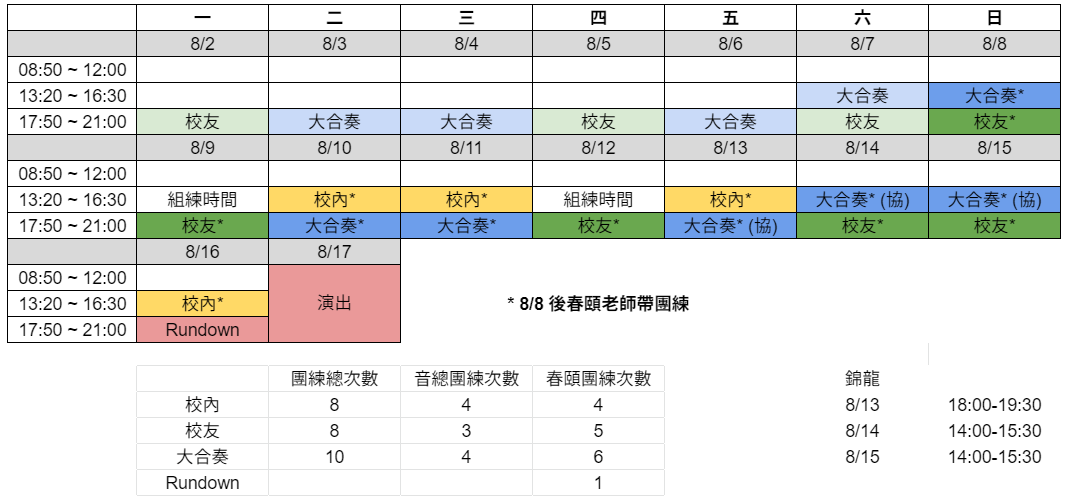 一 二 三 四 五 六 日
8/2 8/3 8/4 8/5 8/6 8/7 8/8
08:50 ~ 12:00
13:20 ~ 16:30 大合奏 大合奏*
17:50 ~ 21:00 校友 大合奏 大合奏 校友 大合奏 校友 校友*
8/9 8/10 8/11 8/12 8/13 8/14 8/15
08:50 ~ 12:00
13:20 ~ 16:30 組練時間 校內* 校內* 組練時間 校內* 大合奏* (協) 大合奏* (協)
17:50 ~ 21:00 校友* 大合奏* 大合奏* 校友* 大合奏* (協) 校友* 校友*
8/16 8/17
08:50 ~ 12:00
13:20 ~ 16:30 校內* 演出 * 8/8 後春頤老師帶團練
17:50 ~ 21:00 Rundown
團練總次數 音總團練次數 春頤團練次數 錦龍
校內 8 4 4 8/13 18:00-19:30
校友 8 3 5 8/14 14:00-15:30
大合奏 10 4 6 8/15 14:00-15:30
Rundown 1